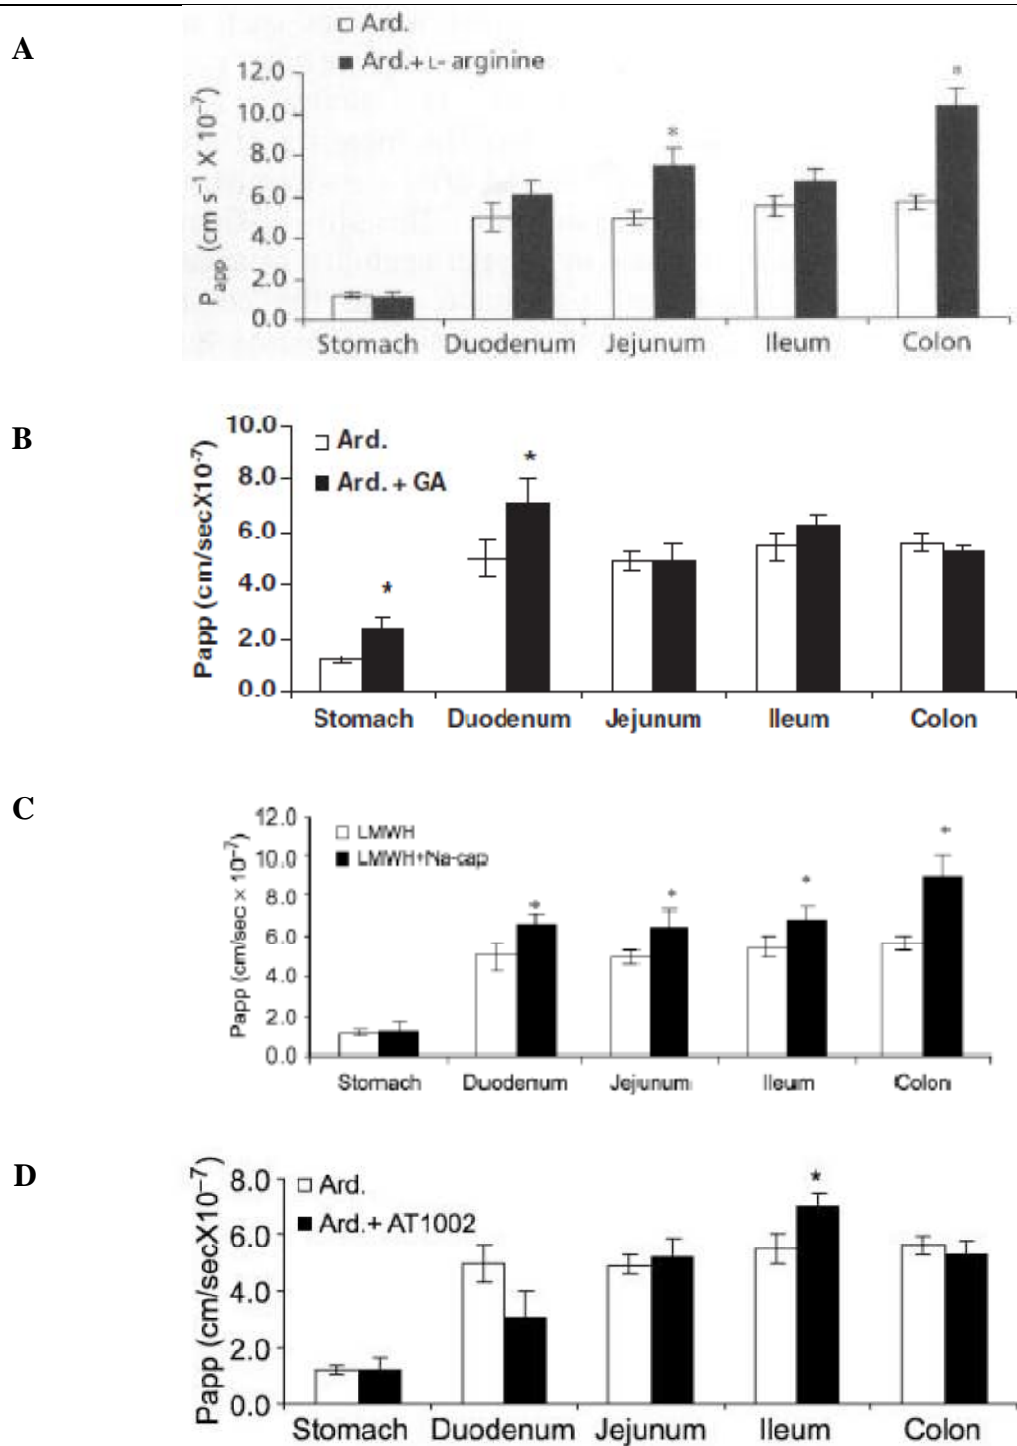 A
Ard.
Ard.+ L- arginine
P app (cm s⁻¹ X 10⁻⁷)
12.0
10.0
8.0
6.0
4.0
2.0
0.0
*
*
Stomach Duodenum Jejunum Ileum Colon
B
Ard.
Ard. + GA
Papp (cm/secX10⁻⁷)
10.0
8.0
6.0
4.0
2.0
0.0
*
*
Stomach Duodenum Jejunum Ileum Colon
C
LMWH
LMWH+Na-cap
Papp (cm/sec × 10⁻⁷)
12.0
10.0
8.0
6.0
4.0
2.0
0.0
*
*
*
*
Stomach Duodenum Jejunum Ileum Colon
D
Ard.
Ard.+ AT1002
Papp (cm/secX10⁻⁷)
8.0
6.0
4.0
2.0
0.0
*
Stomach Duodenum Jejunum Ileum Colon